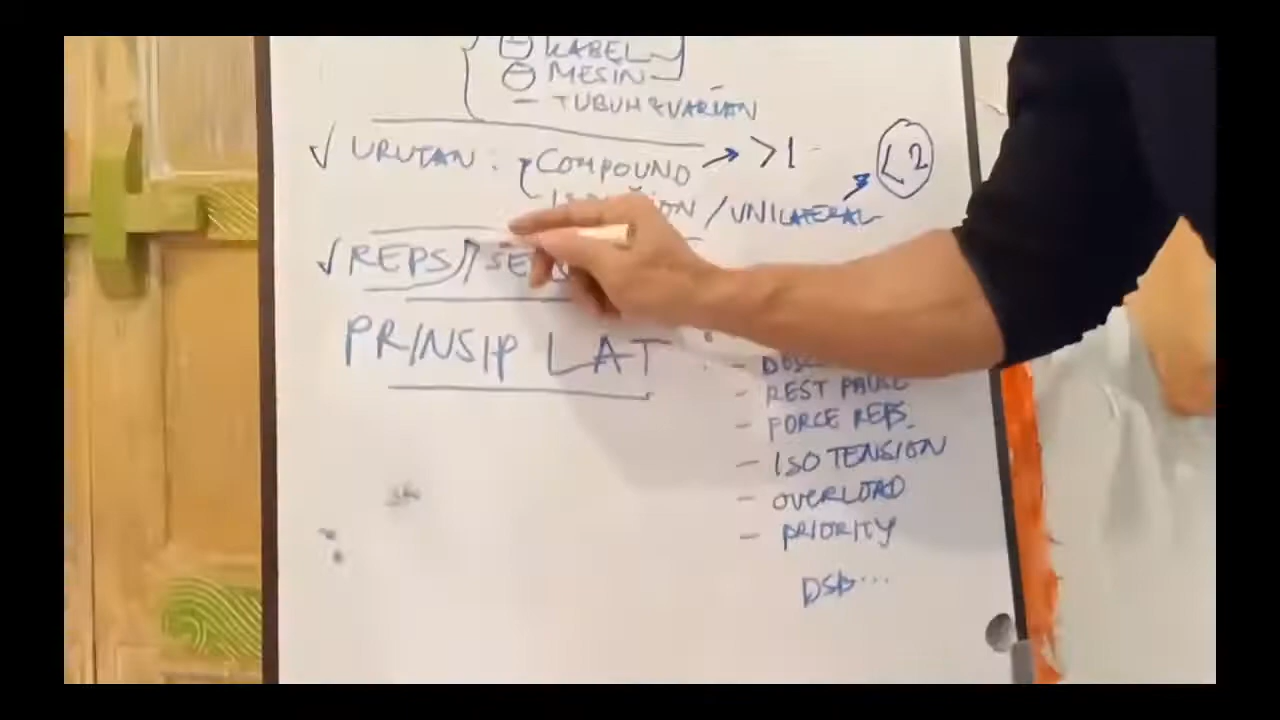 KABEL
MESIN
- TUBUH & VARIAN
✓ URUTAN : COMPOUND → >1
/ UNILATERAL → < 2
✓ REPS /
PRINSIP LAT
- REST PAUSE
- FORCE REPS
- ISO TENSION
- OVERLOAD
- PRIORITY
DSB...